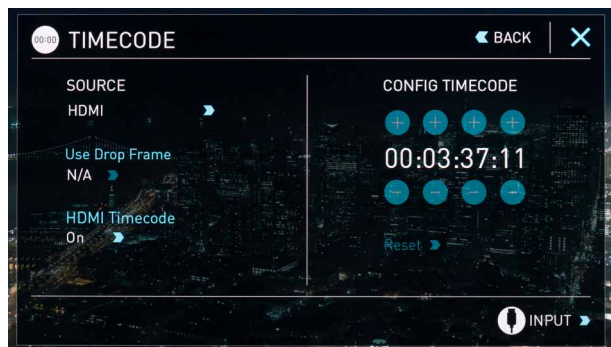 00:00 TIMECODE
BACK
SOURCE
HDMI
Use Drop Frame
N/A
HDMI Timecode
On
CONFIG TIMECODE
00:03:37:11
Reset
INPUT